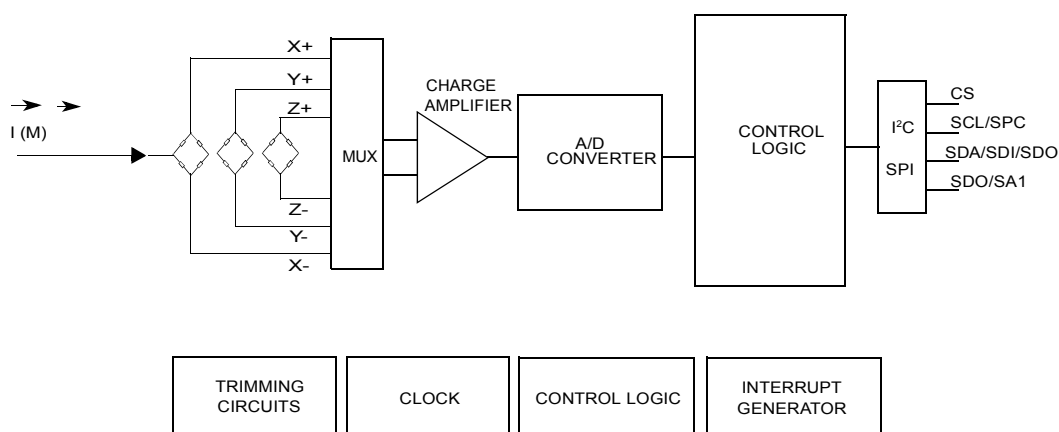 X+
Y+
Z+
I (M)
MUX
Z-
Y-
X-
CHARGE
AMPLIFIER
A/D
CONVERTER
CONTROL
LOGIC
I²C
SPI
CS
SCL/SPC
SDA/SDI/SDO
SDO/SA1
TRIMMING
CIRCUITS
CLOCK
CONTROL LOGIC
INTERRUPT
GENERATOR